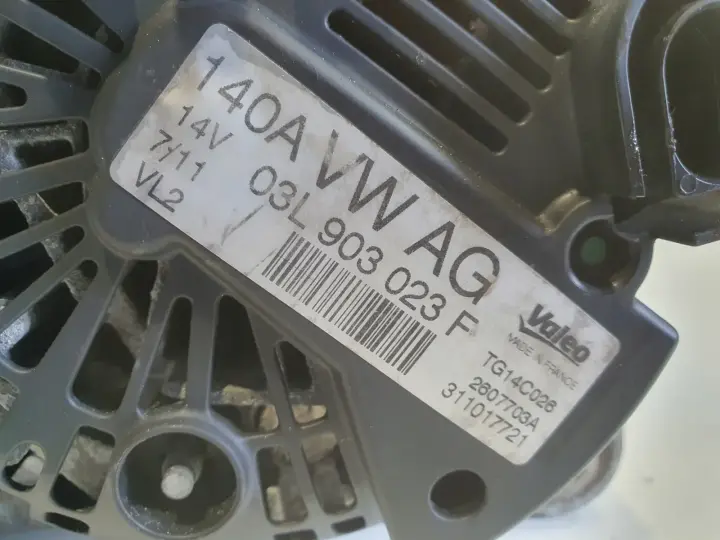 140A VW AG
14V 03L 903 023 F
7/11
VL2
Valeo
MADE IN FRANCE
TG14C026
2607703A
311017721